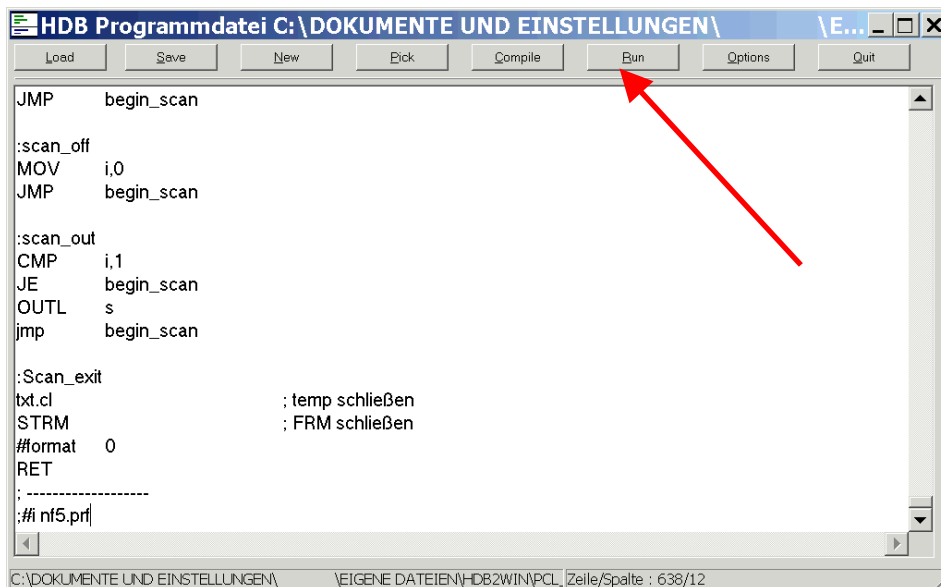 HDB Programmdatei C:\DOKUMENTE UND EINSTELLUNGEN\ \E...
Load Save New Pick Compile Run Options Quit
JMP begin_scan
:scan_off
MOV i,0
JMP begin_scan
:scan_out
CMP i,1
JE begin_scan
OUTL s
jmp begin_scan
:Scan_exit
txt.cl ; temp schließen
STRM ; FRM schließen
#format 0
RET
; -------------------
;#i nf5.prf
C:\DOKUMENTE UND EINSTELLUNGEN\ \EIGENE DATEIEN\HDB2WIN\PCL_ Zeile/Spalte : 638/12